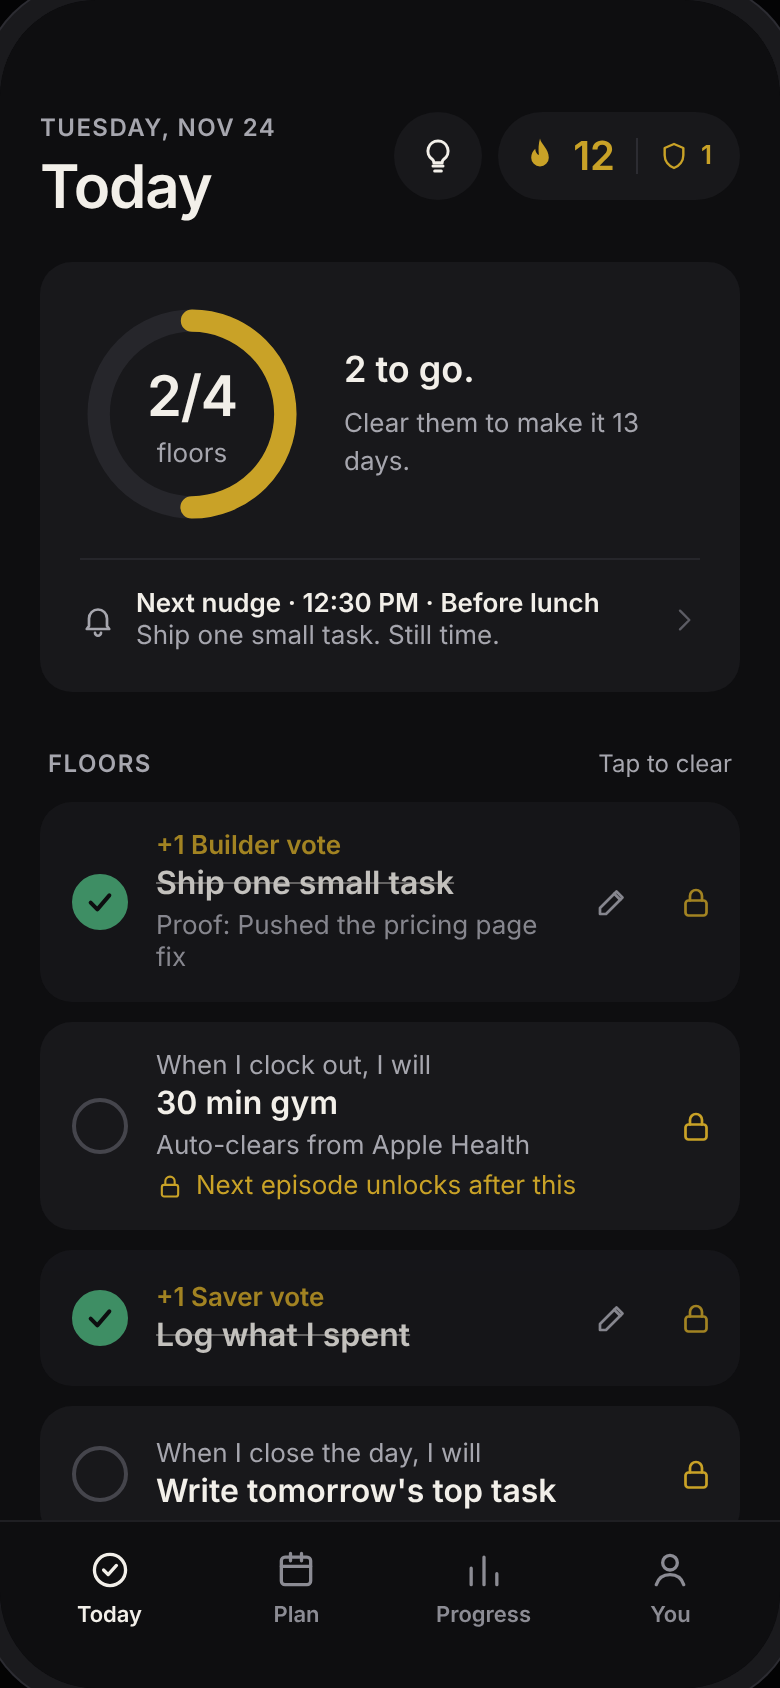 TUESDAY, NOV 24
Today
12
1
2/4
floors
2 to go.
Clear them to make it 13
days.
Next nudge · 12:30 PM · Before lunch
Ship one small task. Still time.
FLOORS
Tap to clear
+1 Builder vote
Ship one small task
Proof: Pushed the pricing page
fix
When I clock out, I will
30 min gym
Auto-clears from Apple Health
Next episode unlocks after this
+1 Saver vote
Log what I spent
When I close the day, I will
Write tomorrow's top task
Today
Plan
Progress
You